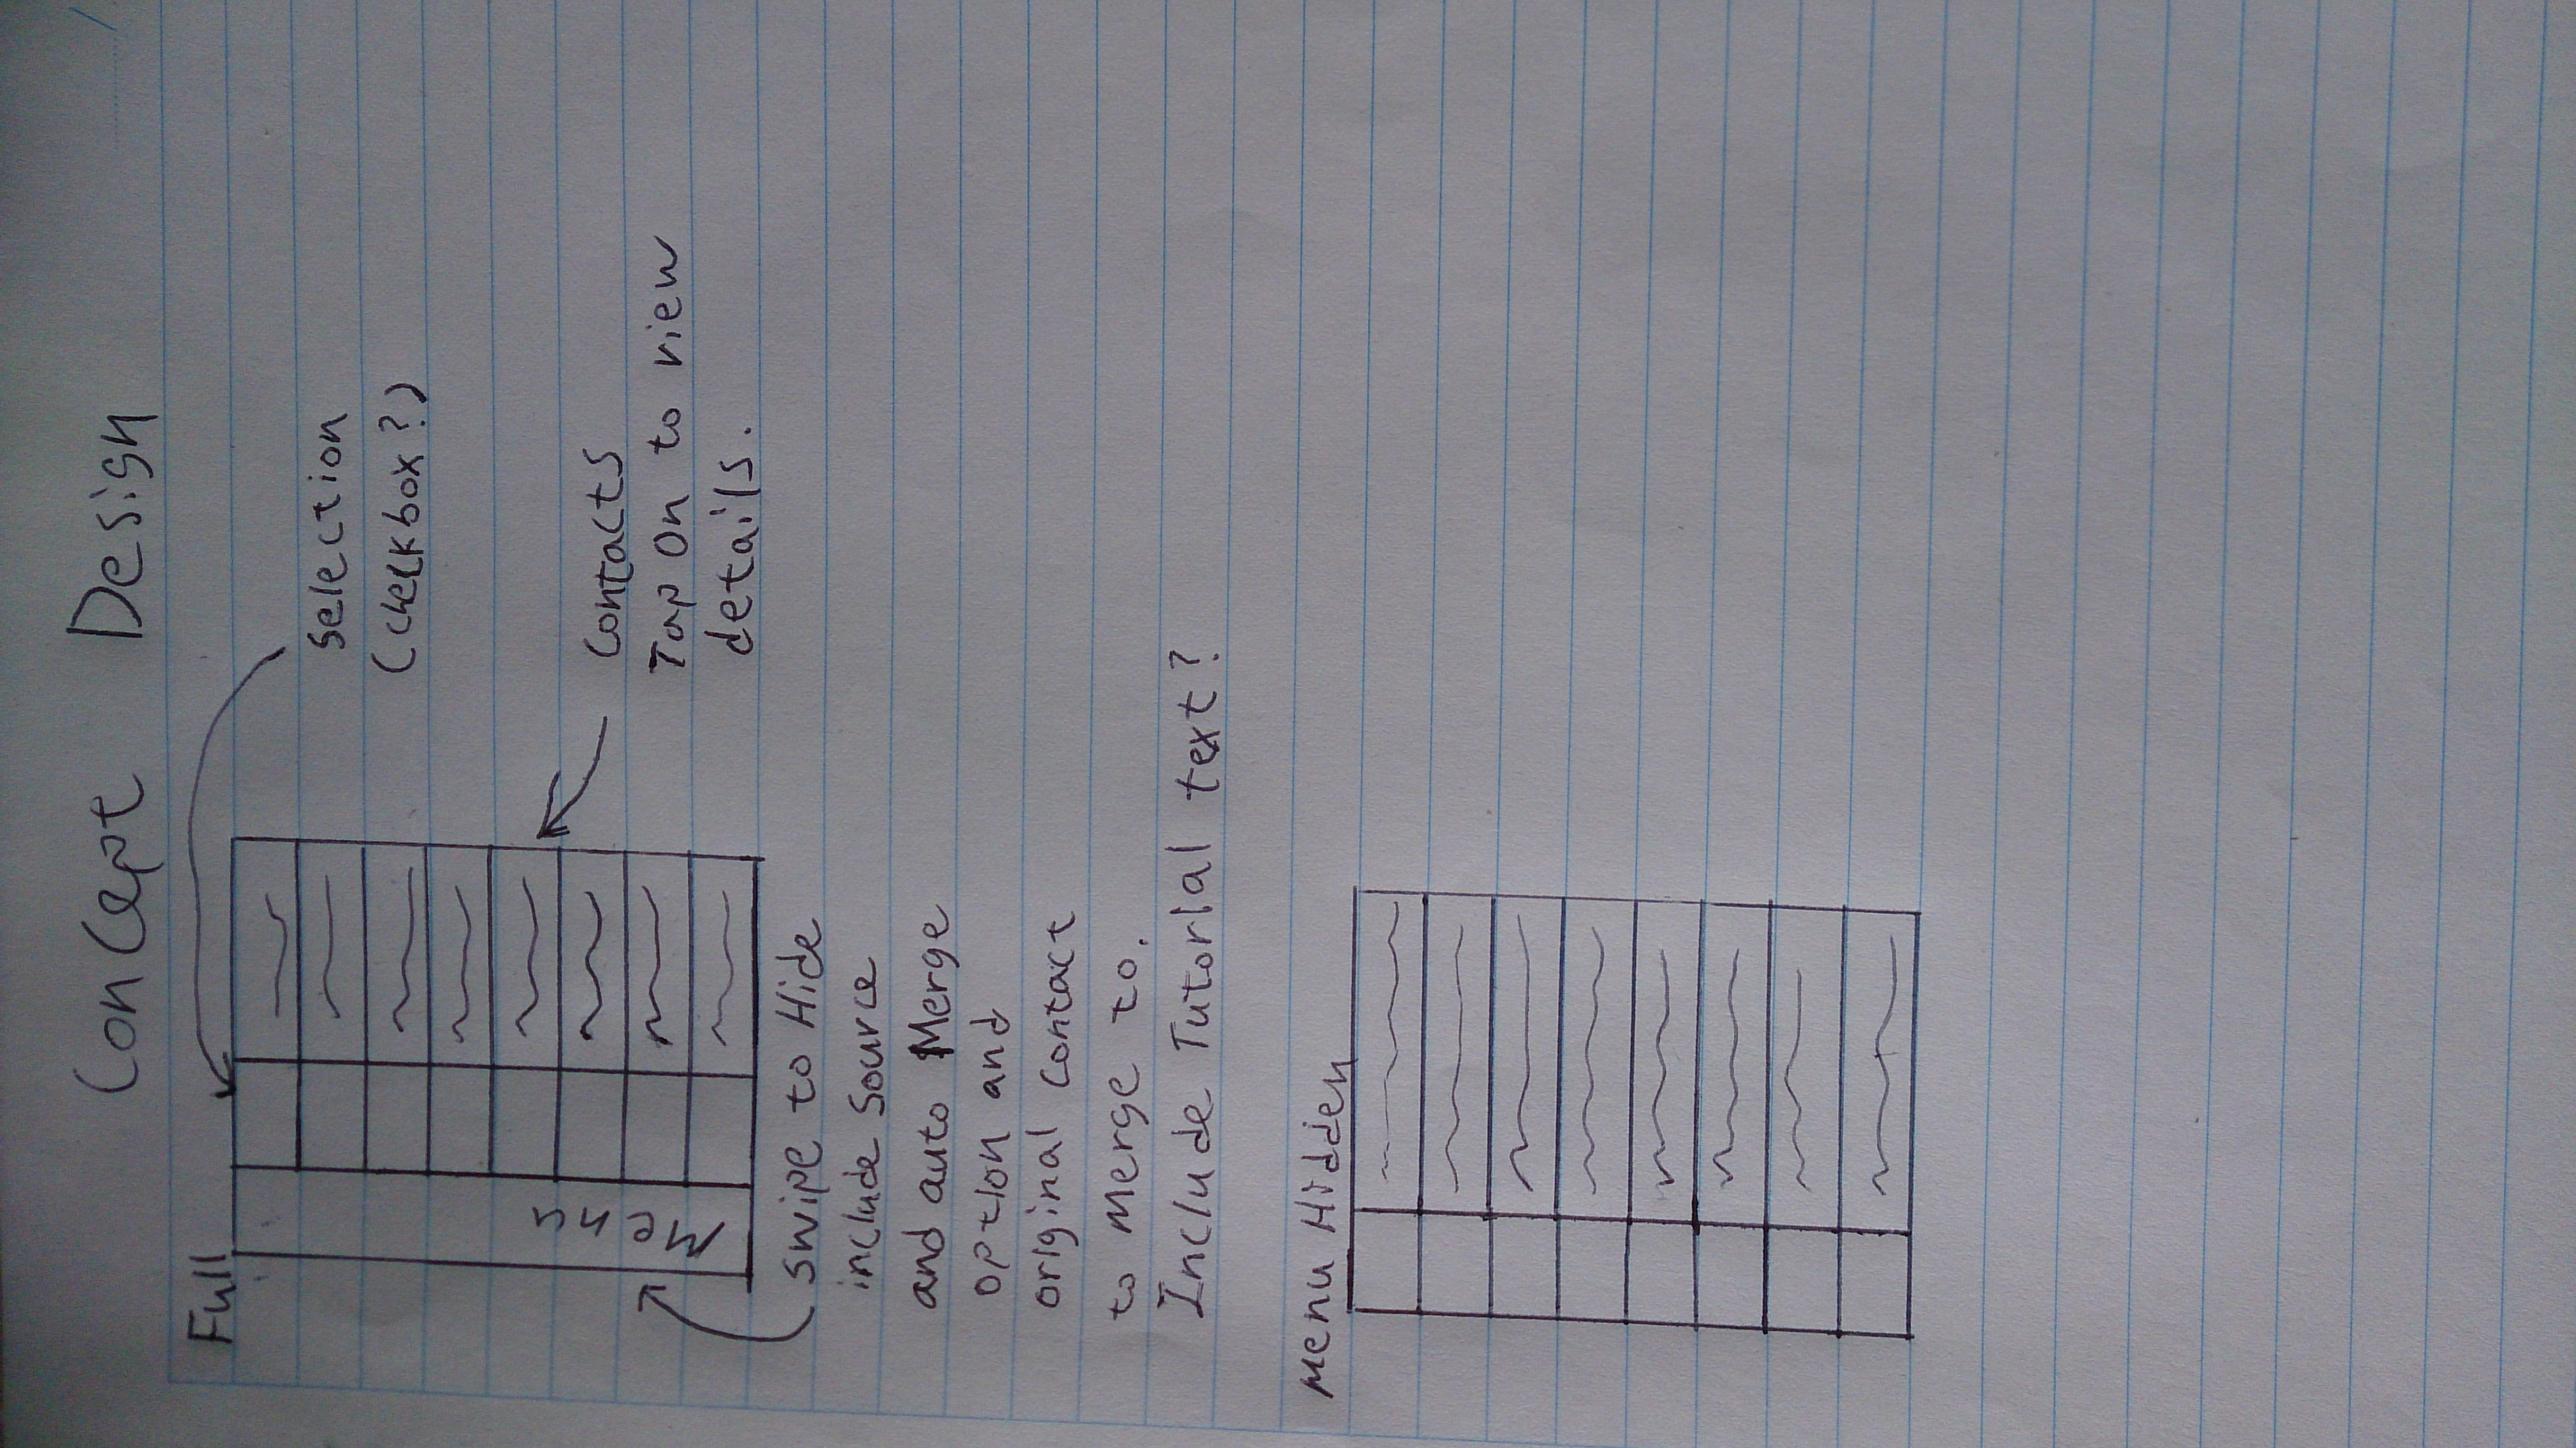 Concept Design
Full
Selection
(checkbox?)
Contacts
Tap On to view
details.
swipe to Hide
include source
and auto Merge
option and
original contact
to merge to.
Include Tutorial text?
Menu Hidden